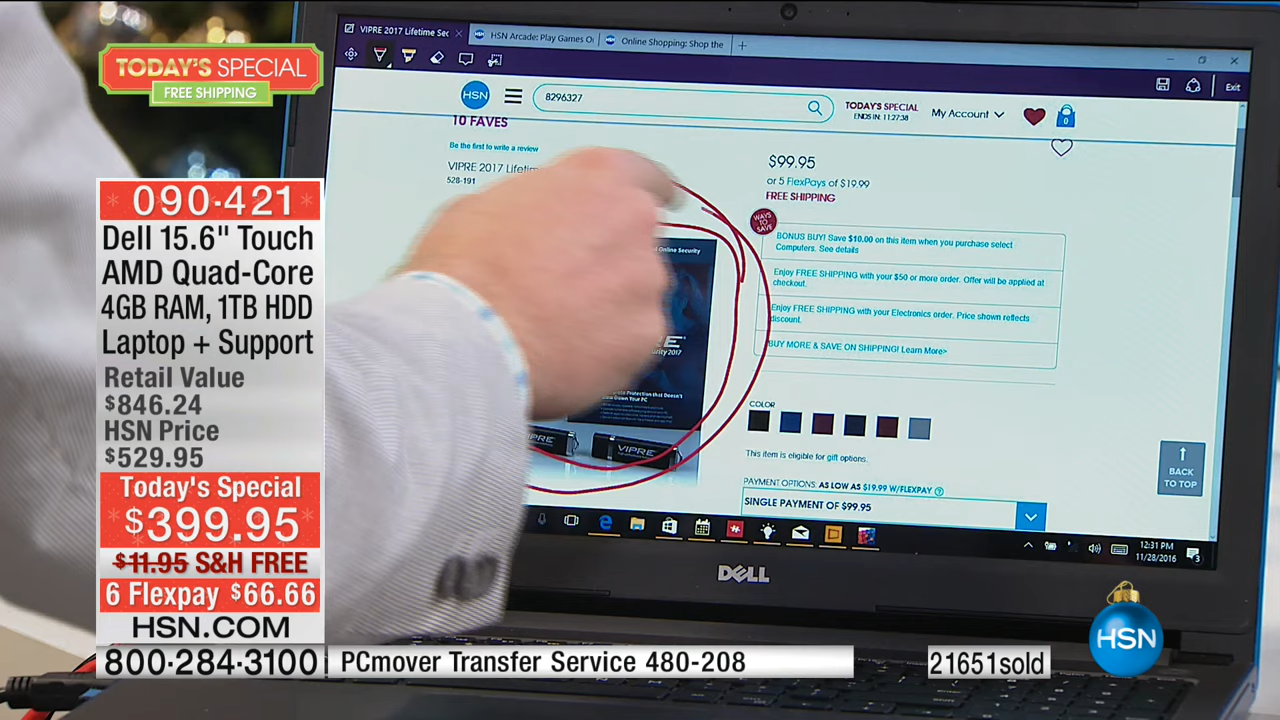 TODAY'S SPECIAL
FREE SHIPPING
090-421
Dell 15.6" Touch
AMD Quad-Core
4GB RAM, 1TB HDD
Laptop + Support
Retail Value
$846.24
HSN Price
$529.95
Today's Special
$399.95
$11.95 S&H FREE
6 Flexpay $66.66
HSN.COM
800-284-3100
PCmover Transfer Service 480-208
21651sold
HSN
VIPRE 2017 Lifetime Sec
HSN Arcade: Play Games O
Online Shopping: Shop the
Exit
HSN
8296327
TODAY'S SPECIAL
ENDS IN: 11:27:38
My Account
0
10 FAVES
Be the first to write a review
VIPRE 2017 Lifetim
528-191
$99.95
or 5 FlexPays of $19.99
FREE SHIPPING
WAYS TO SAVE
BONUS BUY! Save $10.00 on this item when you purchase select
Computers. See details
Enjoy FREE SHIPPING with your $50 or more order. Offer will be applied at
checkout.
Enjoy FREE SHIPPING with your Electronics order. Price shown reflects
discount.
BUY MORE & SAVE ON SHIPPING! Learn More>
Online Security
2017
VIPRE
VIPRE
COLOR
This item is eligible for gift options.
PAYMENT OPTIONS: AS LOW AS $19.99 W/FLEXPAY
SINGLE PAYMENT OF $99.95
BACK
TO TOP
12:31 PM
11/28/2016
DELL